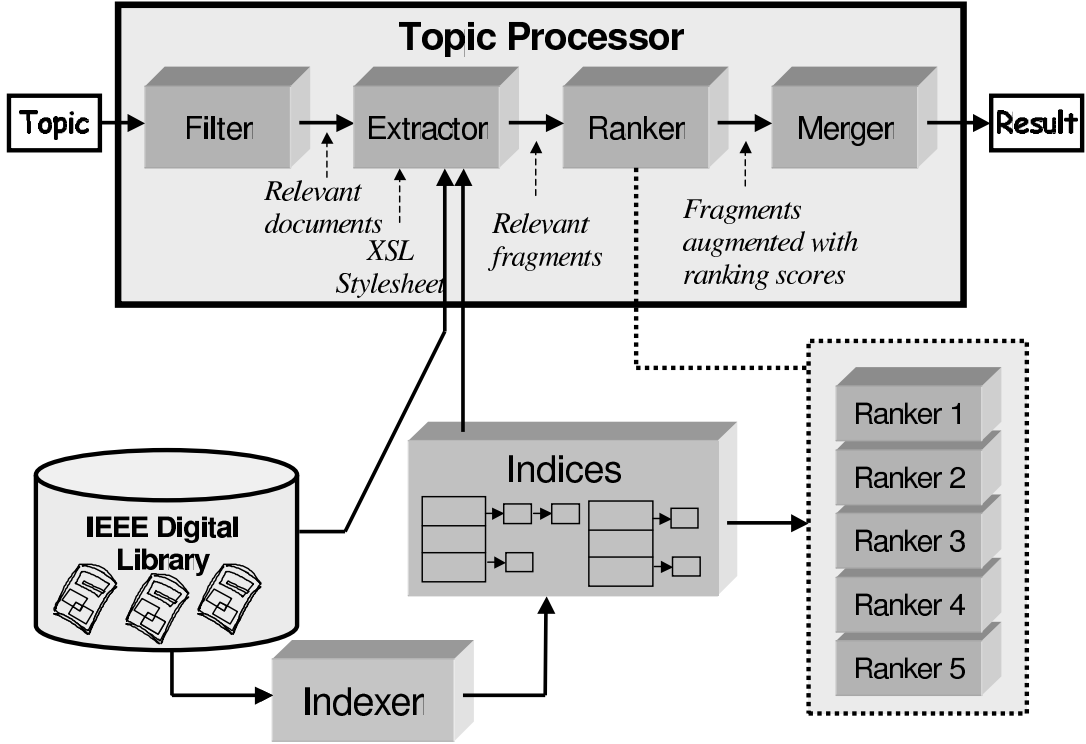 Topic Processor
Topic
Filter
Extractor
Ranker
Merger
Result
Relevant
documents
XSL
Stylesheet
Relevant
fragments
Fragments
augmented with
ranking scores
Indices
IEEE Digital
Library
Indexer
Ranker 1
Ranker 2
Ranker 3
Ranker 4
Ranker 5